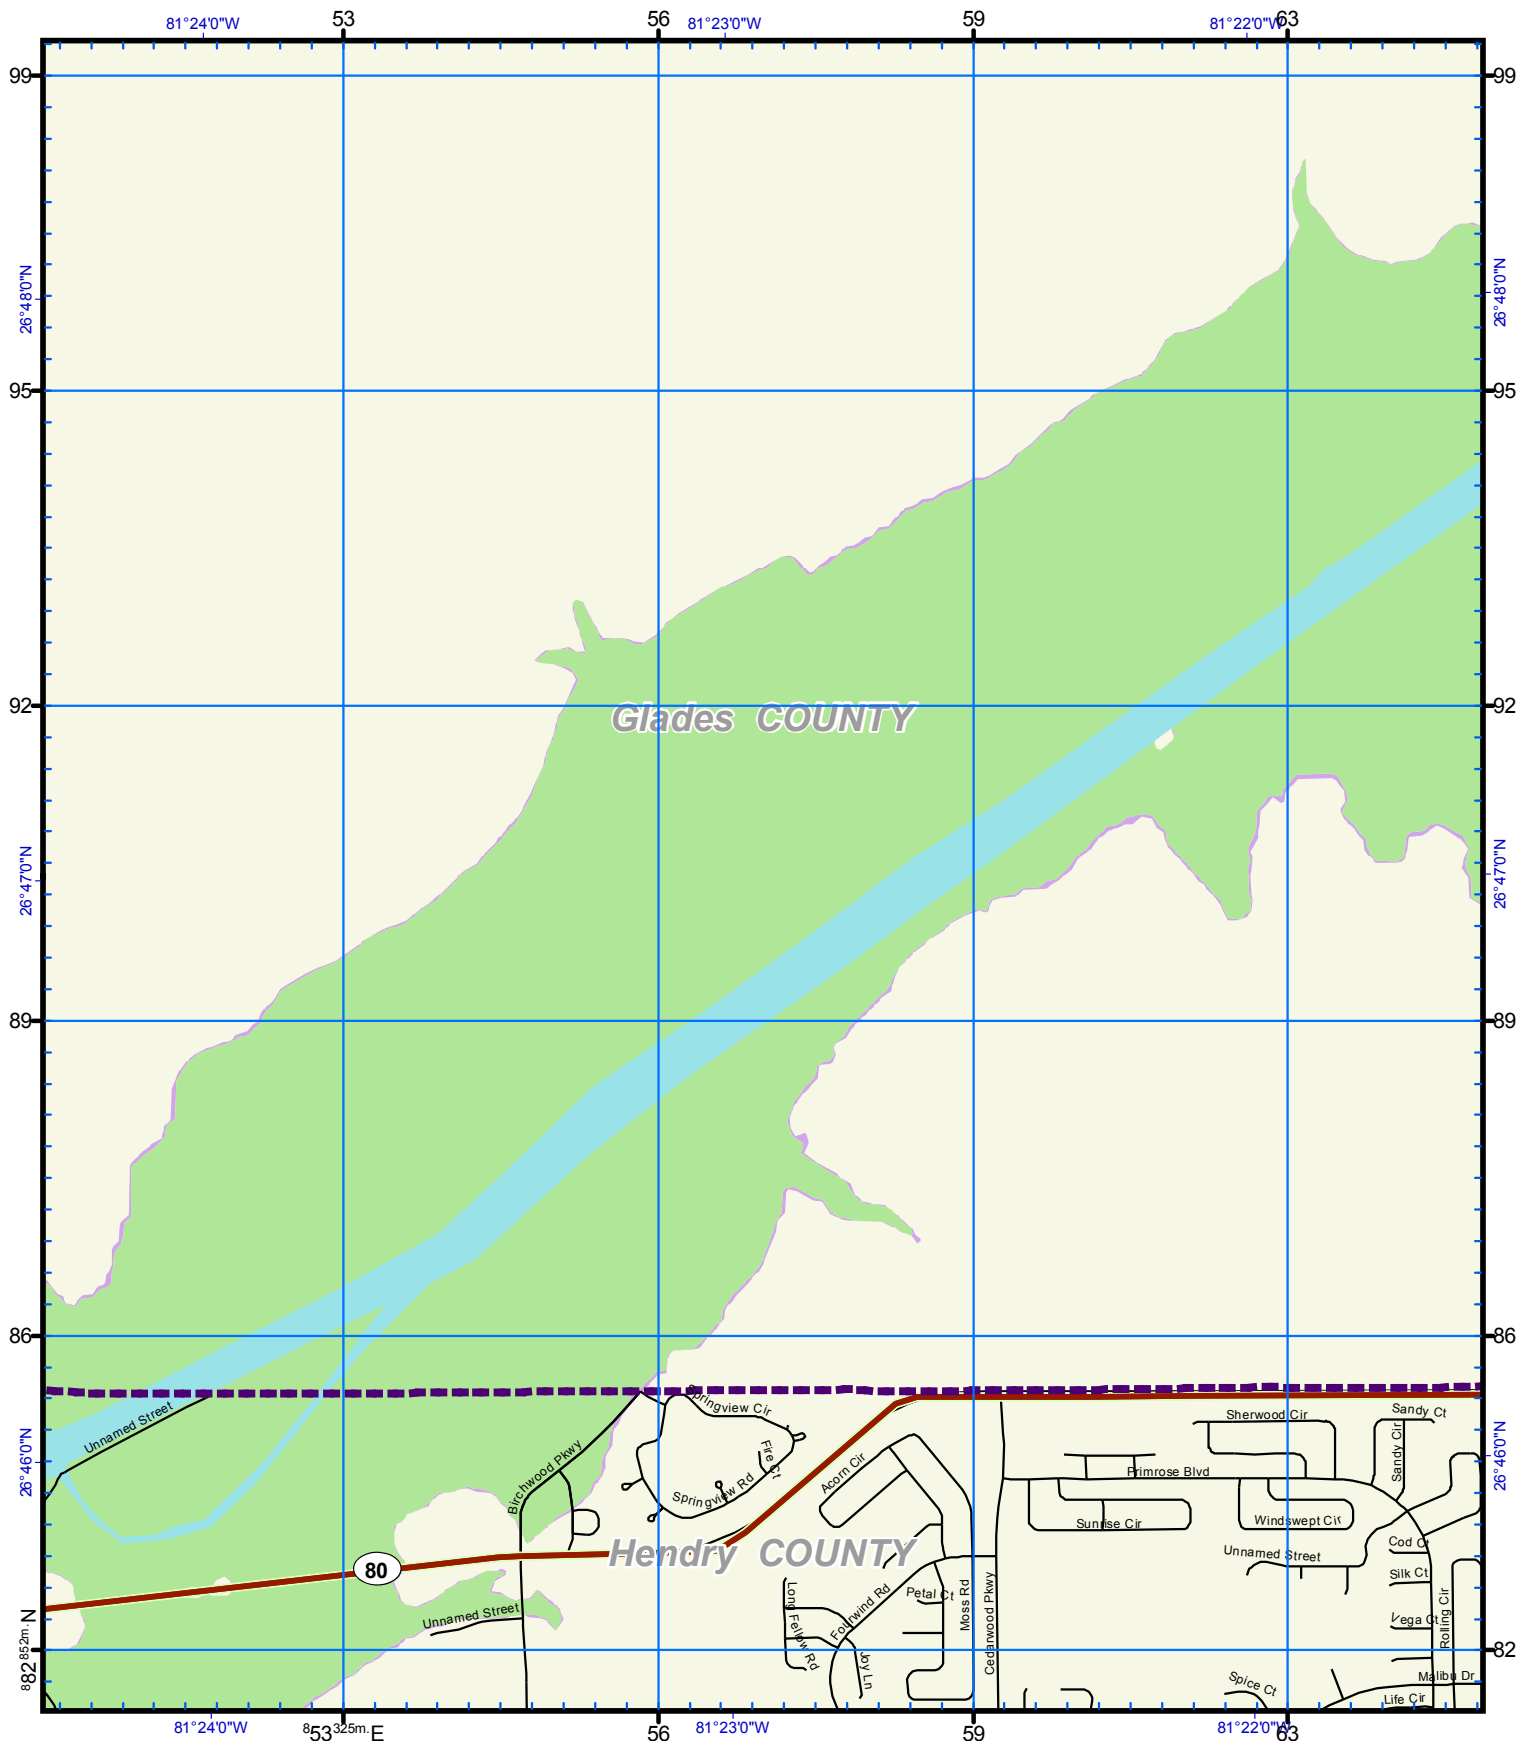 81°24'0"W 53 56 81°23'0"W 59 81°22'0"W 63
99 99
26°48'0"N 26°48'0"N
95 95
92 92
Glades COUNTY
26°47'0"N 26°47'0"N
89 89
86 86
Springview Cir
Unnamed Street
Sherwood Cir
Sandy Ct
Sandy Cir
26°46'0"N 26°46'0"N
Birchwood Pkwy
Fire Ct
Acorn Cir
Primrose Blvd
Springview Rd
Sunrise Cir
Windswept Cir
Hendry COUNTY
Unnamed Street
Cod Ct
80
Silk Ct
Petal Ct
Long Fellow Rd
Fourwind Rd
Moss Rd
Cedarwood Pkwy
Unnamed Street
Vega Ct
Rolling Cir
82 852m. N 82
8
Joy Ln
Spice Ct
Malibu Dr
Life Cir
81°24'0"W 8 53 325m. E 56 81°23'0"W 59 81°22'0"W 63